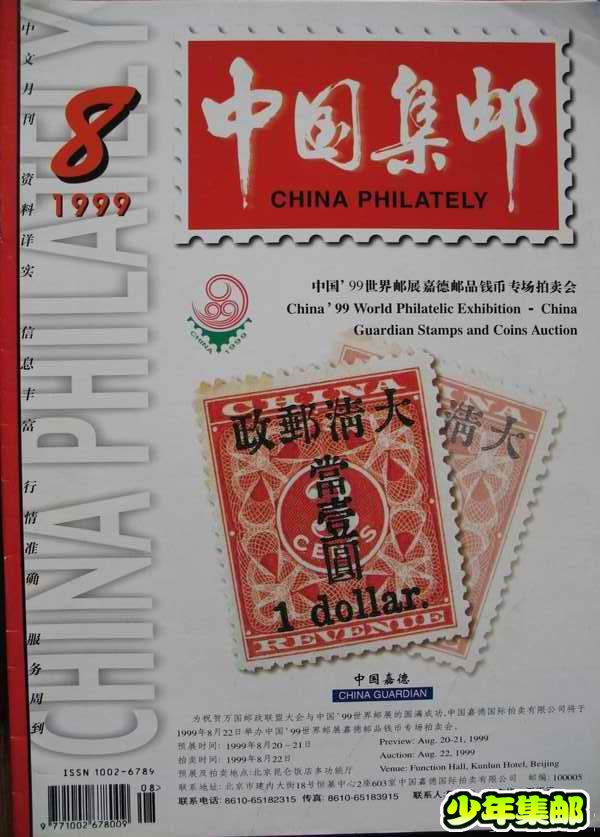 中文月刊 资料详实 信息丰富 行情准确 服务周到
CHINA PHILATELY
8
1999
中国集邮
CHINA PHILATELY
CHINA 1999
中国'99世界邮展嘉德邮品钱币专场拍卖会
China '99 World Philatelic Exhibition - China
Guardian Stamps and Coins Auction
CHINA
政郵清大
清大
當壹圓
3
CENTS
1 dollar.
REVENUE
中国嘉德
CHINA GUARDIAN
为祝贺万国邮政联盟大会与中国'99世界邮展的圆满成功,中国嘉德国际拍卖有限公司将于
1999年8月22日举办中国'99世界邮展嘉德邮品钱币专场拍卖会.
预展时间: 1999年8月20-21日 Preview: Aug. 20-21, 1999
拍卖时间: 1999年8月22日 Auction: Aug. 22, 1999
预展及拍卖地点:北京昆仑饭店多功能厅 Venue: Function Hall, Kunlun Hotel, Beijing
联系地址: 北京市建内大街18号恒基中心2座603室中国嘉德国际拍卖有限公司 邮编: 100005
联系电话: 8610-65182315 传真: 8610-65183915 联系人:
ISSN 1002-6784
08>
9 771002 678009
少年集邮